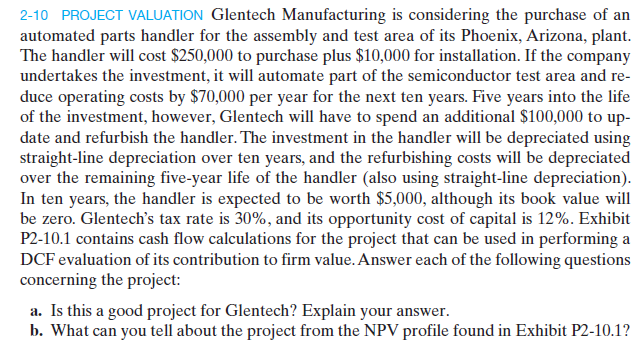 2-10 PROJECT VALUATION Glentech Manufacturing is considering the purchase of an
automated parts handler for the assembly and test area of its Phoenix, Arizona, plant.
The handler will cost $250,000 to purchase plus $10,000 for installation. If the company
undertakes the investment, it will automate part of the semiconductor test area and re-
duce operating costs by $70,000 per year for the next ten years. Five years into the life
of the investment, however, Glentech will have to spend an additional $100,000 to up-
date and refurbish the handler. The investment in the handler will be depreciated using
straight-line depreciation over ten years, and the refurbishing costs will be depreciated
over the remaining five-year life of the handler (also using straight-line depreciation).
In ten years, the handler is expected to be worth $5,000, although its book value will
be zero. Glentech's tax rate is 30%, and its opportunity cost of capital is 12%. Exhibit
P2-10.1 contains cash flow calculations for the project that can be used in performing a
DCF evaluation of its contribution to firm value. Answer each of the following questions
concerning the project:
a. Is this a good project for Glentech? Explain your answer.
b. What can you tell about the project from the NPV profile found in Exhibit P2-10.1?